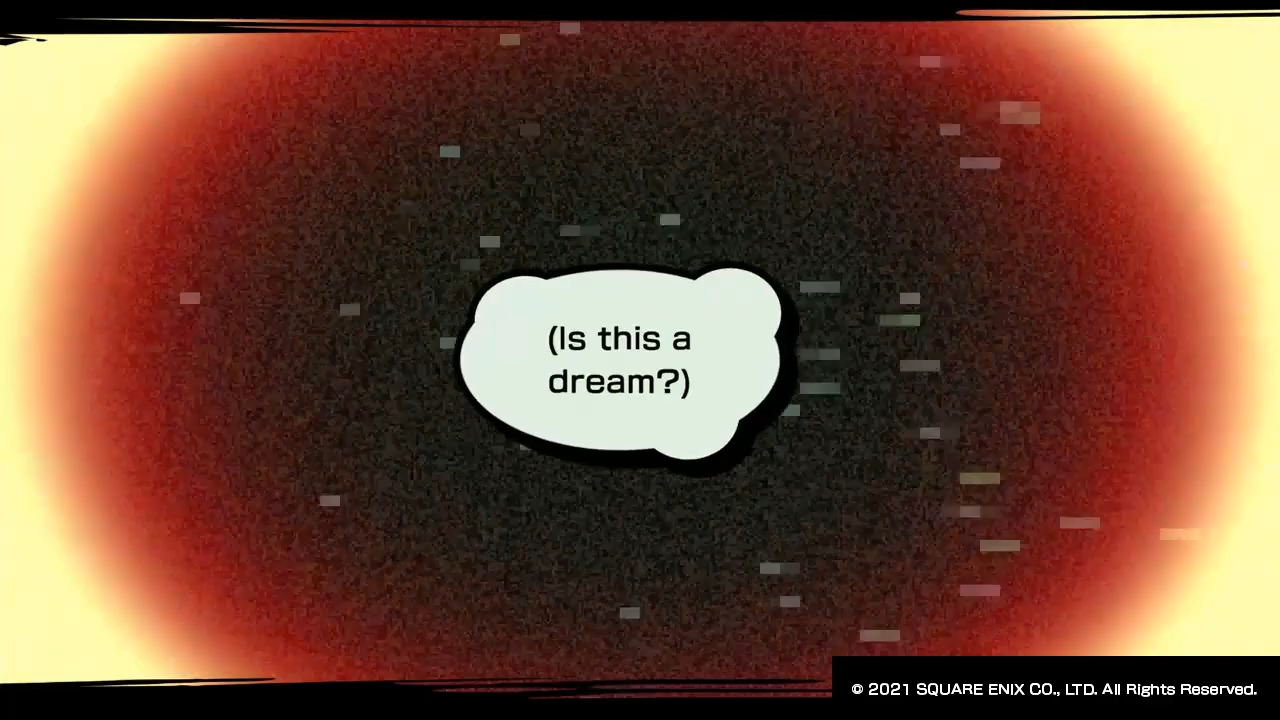 (Is this a
dream?)
© 2021 SQUARE ENIX CO., LTD. All Rights Reserved.